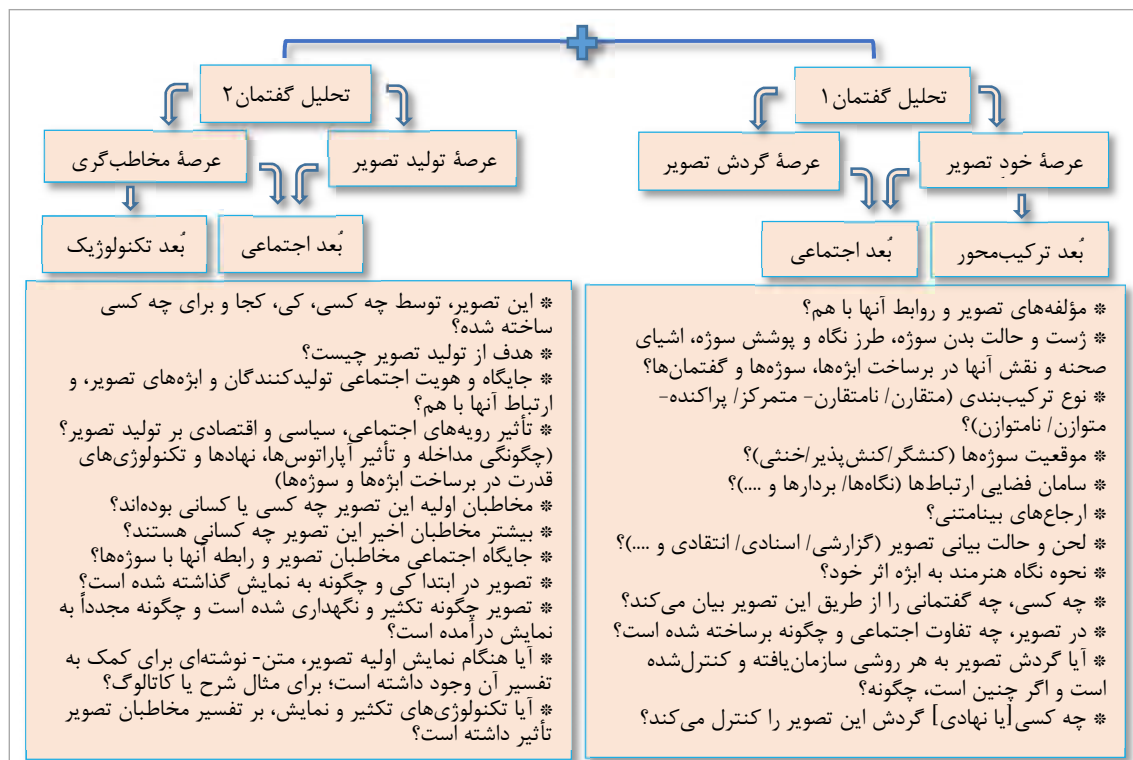 تحلیل گفتمان۱
عرصهٔ خود تصویر
عرصهٔ گردش تصویر
بُعد ترکیب‌محور
بُعد اجتماعی
* مؤلفه‌های تصویر و روابط آنها با هم؟
* ژست و حالت بدن سوژه، طرز نگاه و پوشش سوژه، اشیای
صحنه و نقش آنها در برساخت ابژه‌ها، سوژه‌ها و گفتمان‌ها؟
* نوع ترکیب‌بندی (متقارن/ نامتقارن- متمرکز/ پراکنده-
متوازن/ نامتوازن)؟
* موقعیت سوژه‌ها (کنشگر/کنش‌پذیر/خنثی)؟
* سامان فضایی ارتباط‌ها (نگاه‌ها/ بردارها و ....)؟
* ارجاع‌های بینامتنی؟
* لحن و حالت بیانی تصویر (گزارشی/ اسنادی/ انتقادی و ....)؟
* نحوه نگاه هنرمند به ابژه اثر خود؟
* چه کسی، چه گفتمانی را از طریق این تصویر بیان می‌کند؟
* در تصویر، چه تفاوت اجتماعی و چگونه برساخته شده است؟
* آیا گردش تصویر به هر روشی سازمان‌یافته و کنترل‌شده
است و اگر چنین است، چگونه؟
* چه کسی[یا نهادی] گردش این تصویر را کنترل می‌کند؟
تحلیل گفتمان۲
عرصهٔ تولید تصویر
عرصهٔ مخاطب‌گری
بُعد اجتماعی
بُعد تکنولوژیک
* این تصویر، توسط چه کسی، کی، کجا و برای چه کسی
ساخته شده؟
* هدف از تولید تصویر چیست؟
* جایگاه و هویت اجتماعی تولیدکنندگان و ابژه‌های تصویر، و
ارتباط آنها با هم؟
* تأثیر رویه‌های اجتماعی، سیاسی و اقتصادی بر تولید تصویر؟
(چگونگی مداخله و تأثیر آپاراتوس‌ها، نهادها و تکنولوژی‌های
قدرت در برساخت ابژه‌ها و سوژه‌ها)
* مخاطبان اولیه این تصویر چه کسی یا کسانی بوده‌اند؟
* بیشتر مخاطبان اخیر این تصویر چه کسانی هستند؟
* جایگاه اجتماعی مخاطبان تصویر و رابطه آنها با سوژه‌ها؟
* تصویر در ابتدا کی و چگونه به نمایش گذاشته شده است؟
* تصویر چگونه تکثیر و نگهداری شده است و چگونه مجدداً به
نمایش درآمده است؟
* آیا هنگام نمایش اولیه تصویر، متن- نوشته‌ای برای کمک به
تفسیر آن وجود داشته است؛ برای مثال شرح یا کاتالوگ؟
* آیا تکنولوژی‌های تکثیر و نمایش، بر تفسیر مخاطبان تصویر
تأثیر داشته است؟